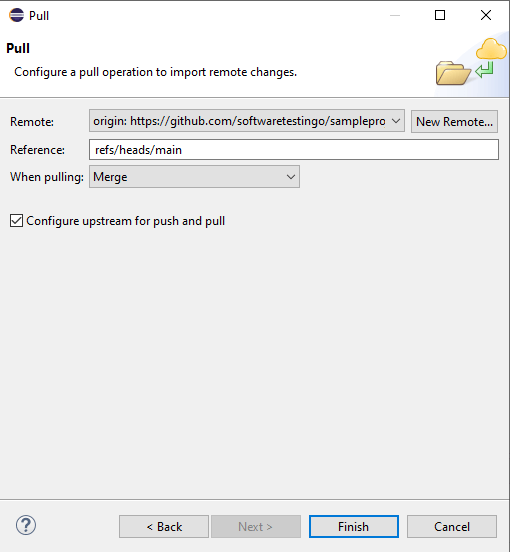 Pull
Pull
Configure a pull operation to import remote changes.
Remote: origin: https://github.com/softwaretestingo/samplepro New Remote...
Reference: refs/heads/main
When pulling: Merge
Configure upstream for push and pull
? < Back Next > Finish Cancel